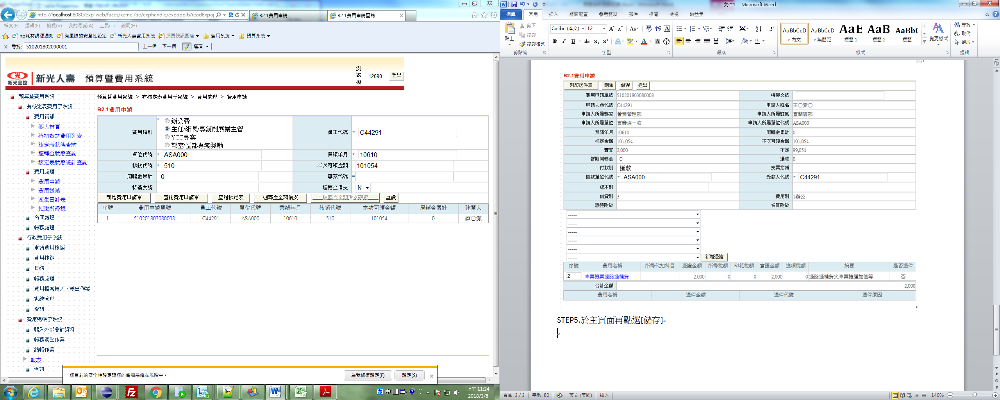 http://localhost:8080/exp_web/faces/kernel/ae/exphandle/expapplb/readExpa
B2.1費用申請
B2.1費用申請查詢
檔案(F) 編輯(E) 檢視(V) 我的最愛(A) 工具(T) 說明(H)
hp耗材調漲通知 有風險的安全性設定 新光人壽費用系統 網頁快訊圖庫 費用系統 預算系統
尋找: 510201802090001 上一個 下一個 選項
新光金控 新光人壽 預算暨費用系統
測試機 12690 登出
預算暨費用系統
有核定表費用子系統
費用資訊
個人首頁
待初審之費用列表
核定表狀態查詢
週轉金狀態查詢
核定表狀態統計查詢
費用處理
費用申請
費用送結
產生日計表
扣繳所得稅
名冊處理
帳務處理
行政費用子系統
申請費用核銷
費用核銷
日結
帳務處理
費用檔案轉入、轉出作業
系統管理
查詢
費用總帳子系統
轉入外部會計資料
帳務調整作業
結帳作業
報表
查詢
預算暨費用系統 > 有核定表費用子系統 > 費用處理 > 費用申請
B2.1費用申請
費用類別 * 辦公費
主任/組長/專銷制展業主管
YCC專案
部室/區部專案獎勵
員工代號 * C44291
單位代號 * ASA000 業績年月 * 10610
核銷代號 * 510 本次可領金額 101054
周轉金累計 0 專案代號
特簽文號 週轉金借支 N
新增費用申請單 查詢費用申請單 查詢核定表 週轉金全額借支 週轉金全額借支確認 重設
序號 費用申請單號 員工代號 單位代號 業績年月 核銷代號 本次可領金額 周轉金累計 建單人
1 510201803080008 C44291 ASA000 10610 510 101054 0 蔡○潔
您目前的安全性設定讓您的電腦暴露在風險中。 為我修復設定(F) 設定(S)
中
上午 11:24
2018/3/8
文件1 - Microsoft Word
檔案 常用 插入 版面配置 參考資料 郵件 校閱 檢視 增益集
貼上 剪下 複製 複製格式
Calibri (本文) 12
AaBbCcD AaBbCcD AaBb AaB AaBbC
內文 無間距 標題 1 標題 2 標題
變更樣式 尋找 取代 選取
剪貼簿 字型 段落 樣式 編輯
B2.1費用申請
列印送件表 刪除 儲存 送出
費用申請單號 510201803080008 特簽文號
申請人員代號 C44291 申請人姓名 王○素○
申請人所屬部室 營業管理部 申請人所屬駐區 宜蘭區部
申請人所屬單位 宜泰通一收 申請人所屬單位代號 ASA000
業績年月 10610 周轉金累計 0
核定金額 101,054 本次可領金額 101,054
實支 2,000 不足 99,054
當期周轉金 0 還款 0
付款別 匯款 支票抬頭
匯款單位代號 * ASA000 受款人代號 * C44291
成本別
借貸別 3 費用別 1辦公
憑證附於 名冊附於
-----
-----
-----
-----
-----
----- 新增憑證
序號 費用名稱 所得代扣科目 憑證金額 所得稅額 印花稅額 實匯金額 進項稅額 摘要 是否退件
2 車票機票過路過橋費 2,000 0 0 2,000 0 過路過橋費火車票捷運加值等 否
合計金額 2,000
費用名稱 退件金額 退件代號 退件原因
STEP5.於主頁面再點選[儲存]
頁面: 3 / 3 字數: 80 英文 (美國) 插入 140%